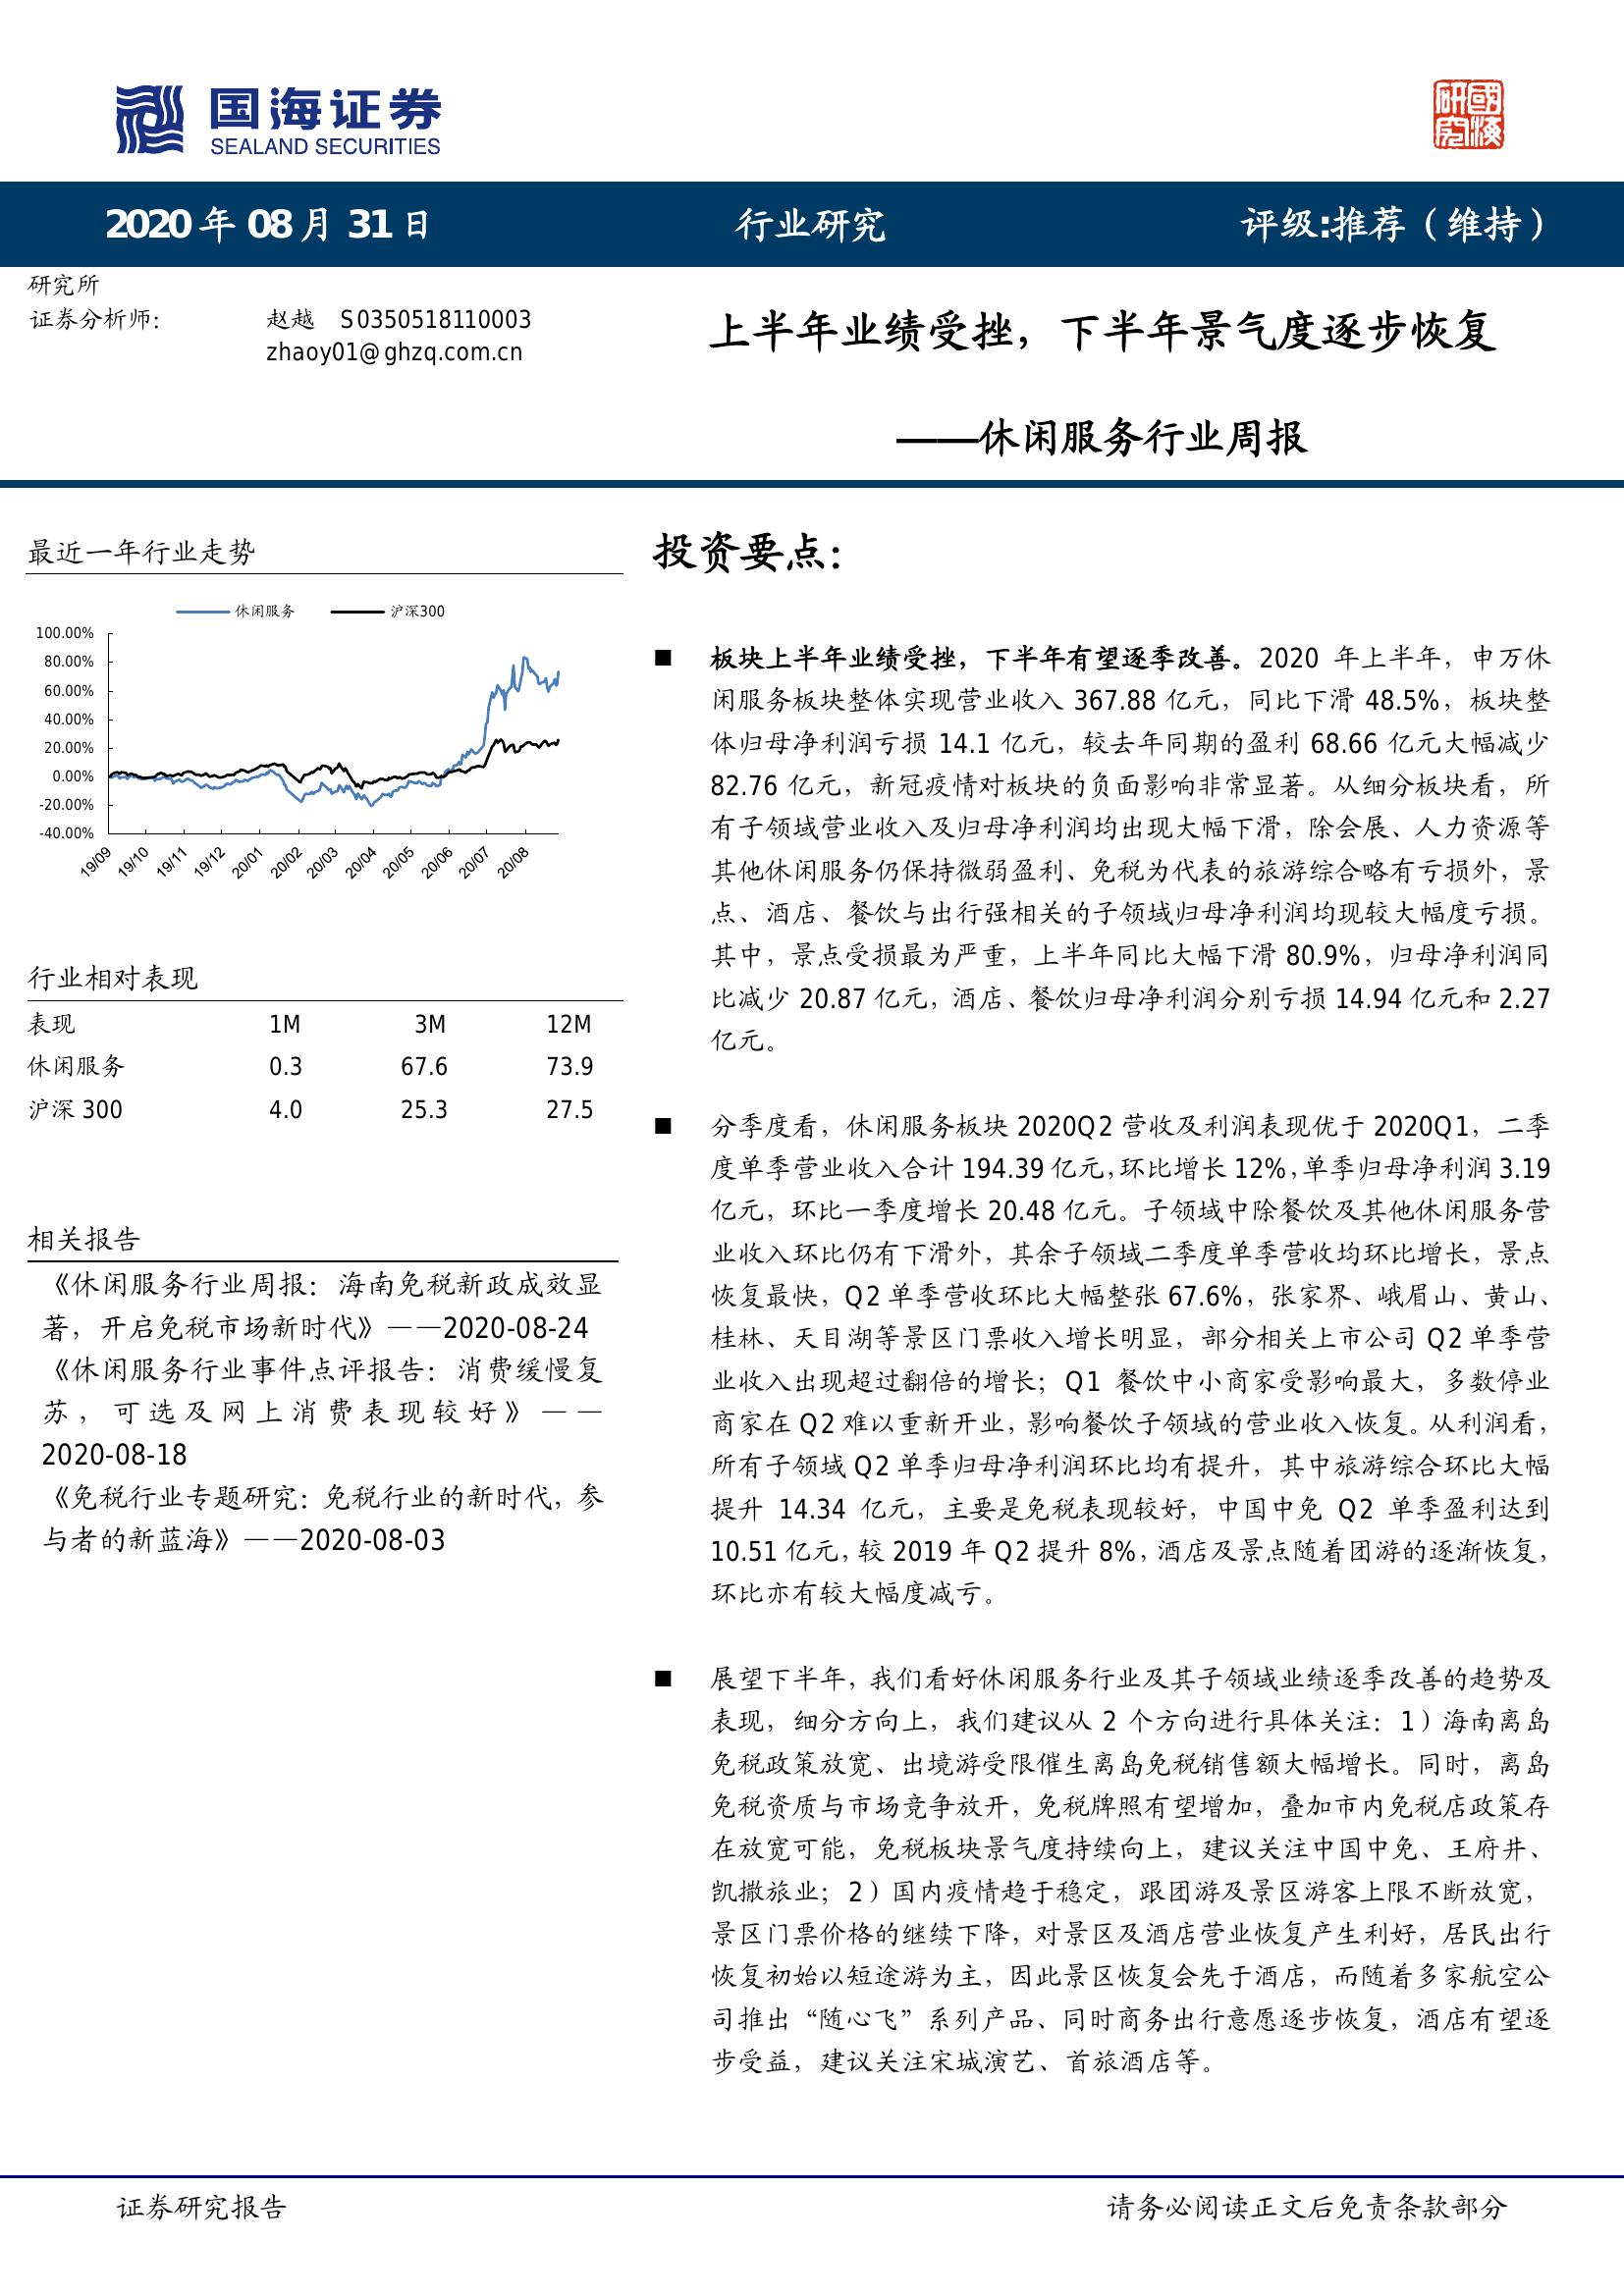 国海证券
SEALAND SECURITIES
國海研究
2020 年 08 月 31 日
行业研究
评级:推荐（维持）
研究所
证券分析师：
赵越 S0350518110003
zhaoy01@ghzq.com.cn
上半年业绩受挫，下半年景气度逐步恢复
——休闲服务行业周报
最近一年行业走势
休闲服务
沪深300
100.00%
80.00%
60.00%
40.00%
20.00%
0.00%
-20.00%
-40.00%
19/09
19/10
19/11
19/12
20/01
20/02
20/03
20/04
20/05
20/06
20/07
20/08
行业相对表现
表现 1M 3M 12M
休闲服务 0.3 67.6 73.9
沪深 300 4.0 25.3 27.5
相关报告
《休闲服务行业周报：海南免税新政成效显
著，开启免税市场新时代》——2020-08-24
《休闲服务行业事件点评报告：消费缓慢复
苏，可选及网上消费表现较好》——
2020-08-18
《免税行业专题研究：免税行业的新时代，参
与者的新蓝海》——2020-08-03
投资要点：
■ 板块上半年业绩受挫，下半年有望逐季改善。2020 年上半年，申万休
闲服务板块整体实现营业收入 367.88 亿元，同比下滑 48.5%，板块整
体归母净利润亏损 14.1 亿元，较去年同期的盈利 68.66 亿元大幅减少
82.76 亿元，新冠疫情对板块的负面影响非常显著。从细分板块看，所
有子领域营业收入及归母净利润均出现大幅下滑，除会展、人力资源等
其他休闲服务仍保持微弱盈利、免税为代表的旅游综合略有亏损外，景
点、酒店、餐饮与出行强相关的子领域归母净利润均现较大幅度亏损。
其中，景点受损最为严重，上半年同比大幅下滑 80.9%，归母净利润同
比减少 20.87 亿元，酒店、餐饮归母净利润分别亏损 14.94 亿元和 2.27
亿元。
■ 分季度看，休闲服务板块 2020Q2 营收及利润表现优于 2020Q1，二季
度单季营业收入合计 194.39 亿元，环比增长 12%，单季归母净利润 3.19
亿元，环比一季度增长 20.48 亿元。子领域中除餐饮及其他休闲服务营
业收入环比仍有下滑外，其余子领域二季度单季营收均环比增长，景点
恢复最快，Q2 单季营收环比大幅整张 67.6%，张家界、峨眉山、黄山、
桂林、天目湖等景区门票收入增长明显，部分相关上市公司 Q2 单季营
业收入出现超过翻倍的增长；Q1 餐饮中小商家受影响最大，多数停业
商家在 Q2 难以重新开业，影响餐饮子领域的营业收入恢复。从利润看，
所有子领域 Q2 单季归母净利润环比均有提升，其中旅游综合环比大幅
提升 14.34 亿元，主要是免税表现较好，中国中免 Q2 单季盈利达到
10.51 亿元，较 2019 年 Q2 提升 8%，酒店及景点随着团游的逐渐恢复，
环比亦有较大幅度减亏。
■ 展望下半年，我们看好休闲服务行业及其子领域业绩逐季改善的趋势及
表现，细分方向上，我们建议从 2 个方向进行具体关注：1）海南离岛
免税政策放宽、出境游受限催生离岛免税销售额大幅增长。同时，离岛
免税资质与市场竞争放开，免税牌照有望增加，叠加市内免税店政策存
在放宽可能，免税板块景气度持续向上，建议关注中国中免、王府井、
凯撒旅业；2）国内疫情趋于稳定，跟团游及景区游客上限不断放宽，
景区门票价格的继续下降，对景区及酒店营业恢复产生利好，居民出行
恢复初始以短途游为主，因此景区恢复会先于酒店，而随着多家航空公
司推出“随心飞”系列产品、同时商务出行意愿逐步恢复，酒店有望逐
步受益，建议关注宋城演艺、首旅酒店等。
证券研究报告
请务必阅读正文后免责条款部分